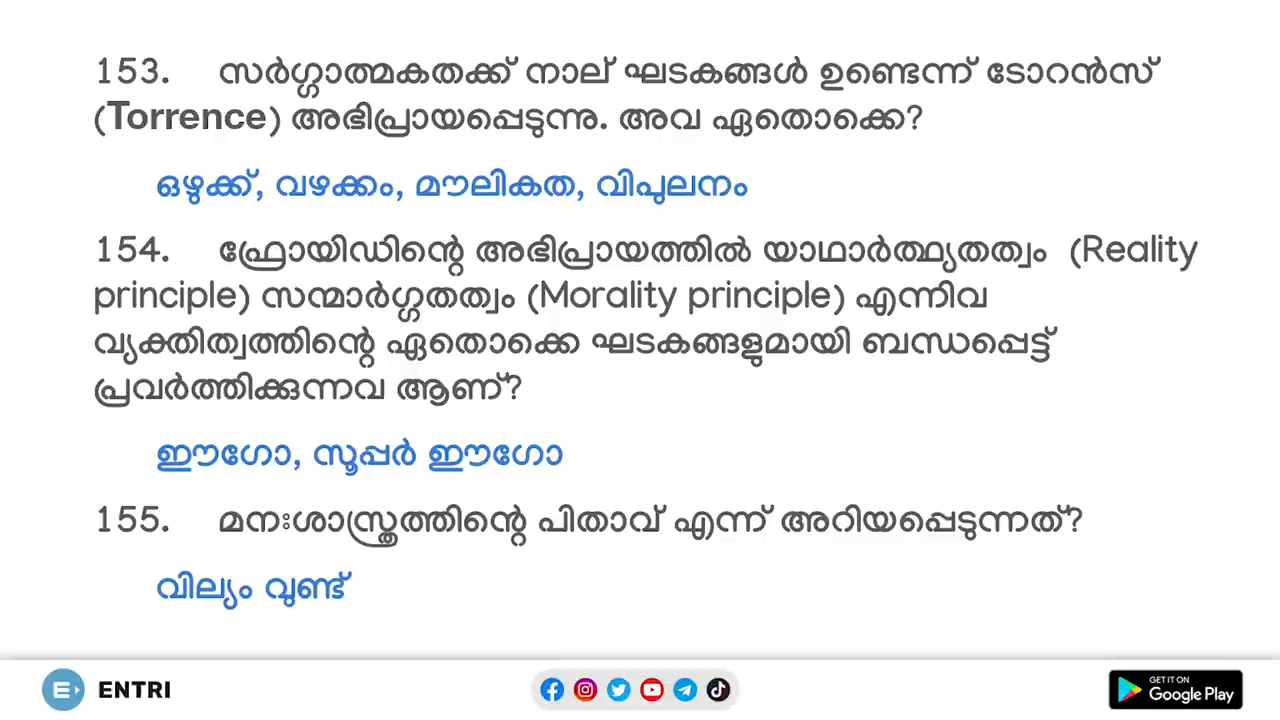 153. സർഗ്ഗാത്മകതക്ക് നാല് ഘടകങ്ങൾ ഉണ്ടെന്ന് ടോറൻസ്
(Torrence) അഭിപ്രായപ്പെടുന്നു. അവ ഏതൊക്കെ?
ഒഴുക്ക്, വഴക്കം, മൗലികത, വിപുലനം
154. ഫ്രോയിഡിന്റെ അഭിപ്രായത്തിൽ യാഥാർത്ഥ്യതത്വം (Reality
principle) സന്മാർഗ്ഗതത്വം (Morality principle) എന്നിവ
വ്യക്തിത്വത്തിന്റെ ഏതൊക്കെ ഘടകങ്ങളുമായി ബന്ധപ്പെട്ട്
പ്രവർത്തിക്കുന്നവ ആണ്?
ഈഗോ, സൂപ്പർ ഈഗോ
155. മനഃശാസ്ത്രത്തിന്റെ പിതാവ് എന്ന് അറിയപ്പെടുന്നത്?
വില്യം വുണ്ട്
E ENTRI
GET IT ON
Google Play